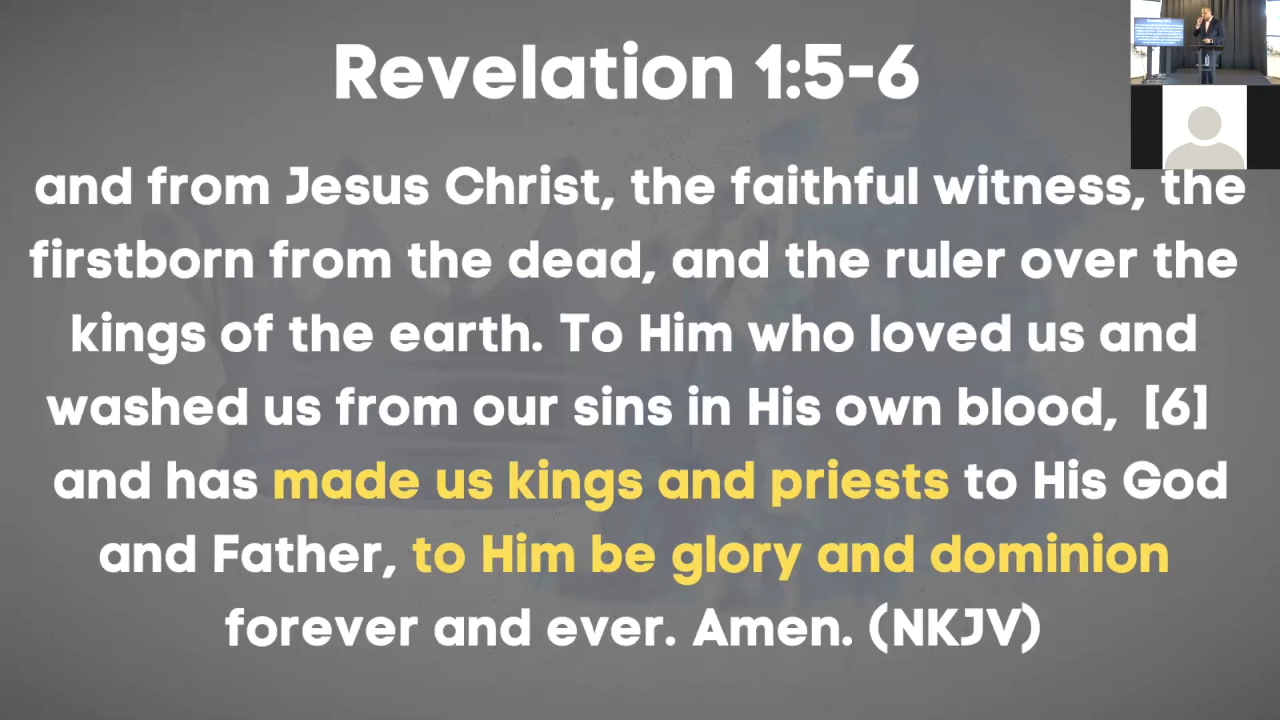 Revelation 1:5-6
and from Jesus Christ, the faithful witness, the
firstborn from the dead, and the ruler over the
kings of the earth. To Him who loved us and
washed us from our sins in His own blood, [6]
and has made us kings and priests to His God
and Father, to Him be glory and dominion
forever and ever. Amen. (NKJV)